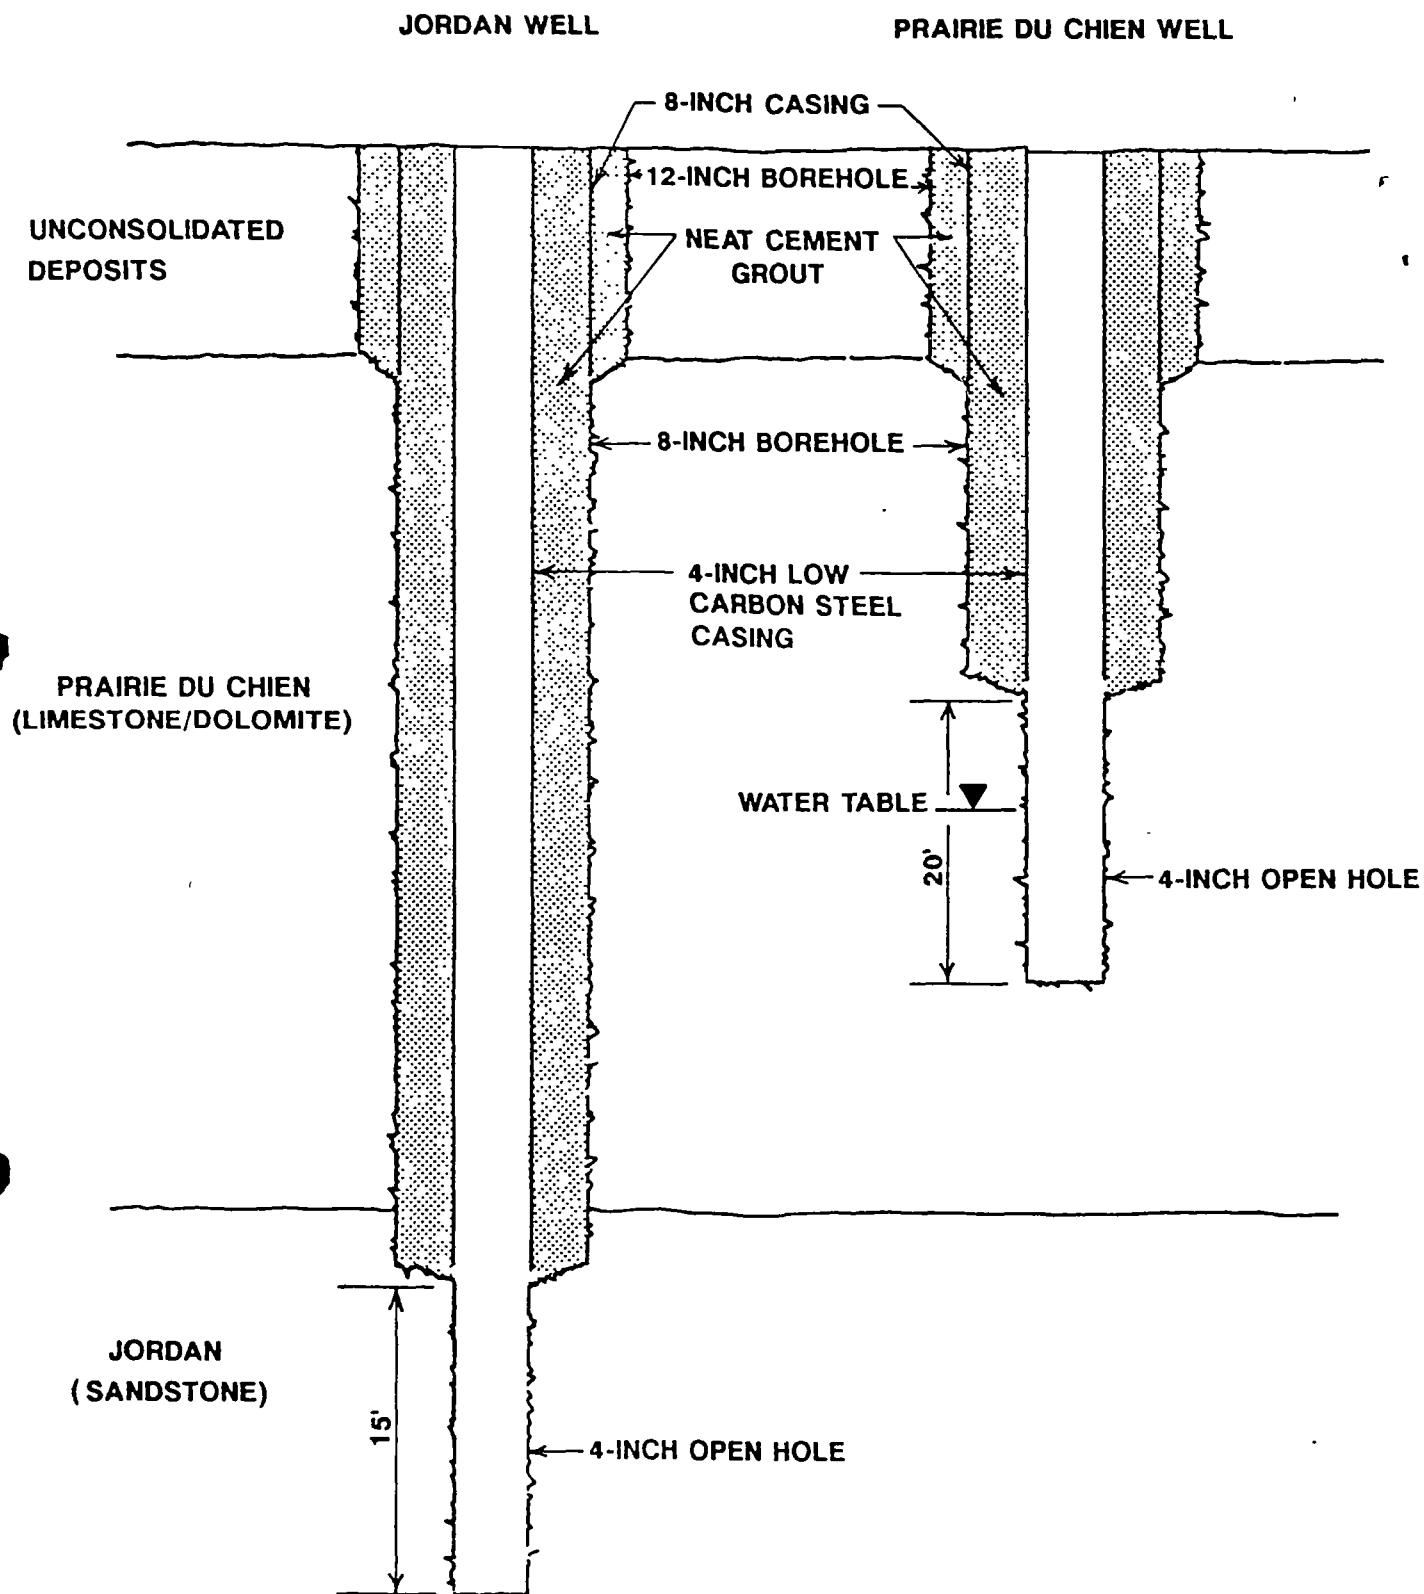 JORDAN WELL
PRAIRIE DU CHIEN WELL
8-INCH CASING
12-INCH BOREHOLE
UNCONSOLIDATED
DEPOSITS
NEAT CEMENT
GROUT
8-INCH BOREHOLE
4-INCH LOW
CARBON STEEL
CASING
PRAIRIE DU CHIEN
(LIMESTONE/DOLOMITE)
WATER TABLE
20'
4-INCH OPEN HOLE
JORDAN
(SANDSTONE)
15'
4-INCH OPEN HOLE